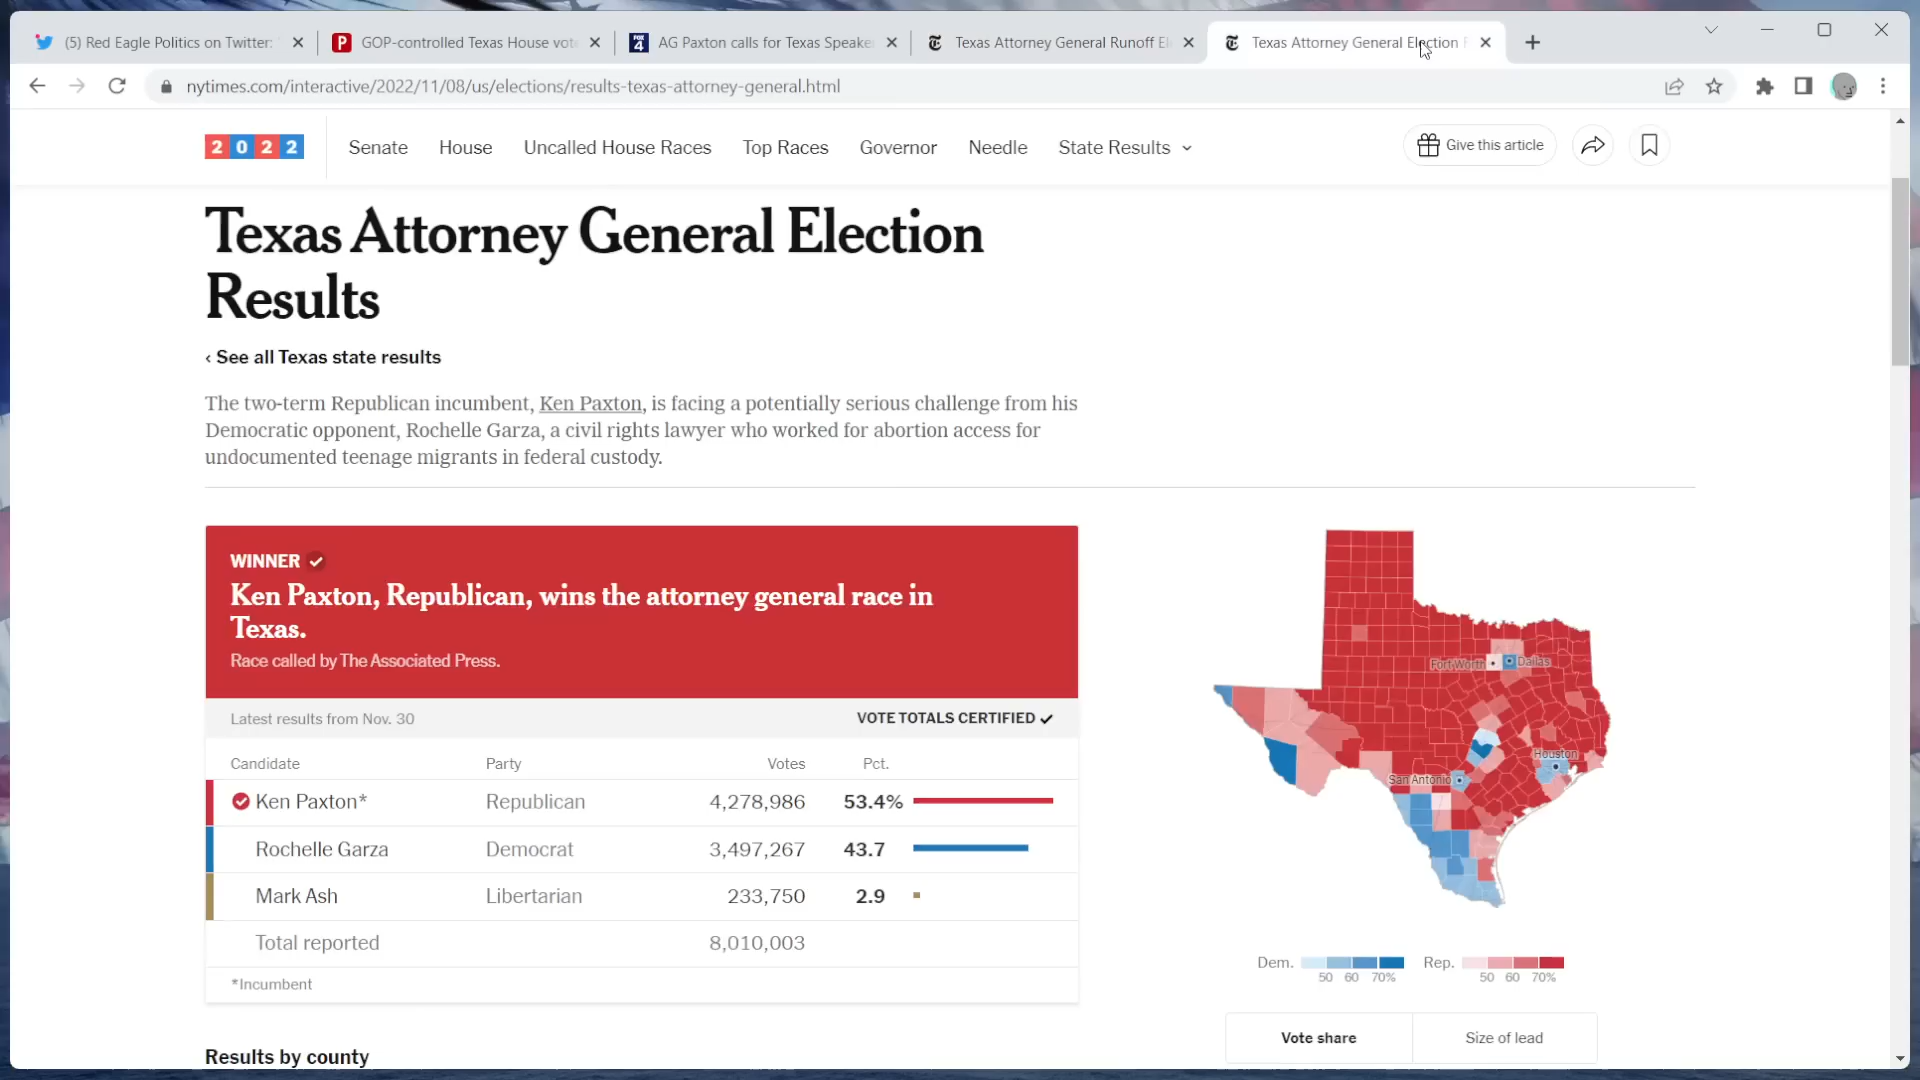 (5) Red Eagle Politics on Twitter:
GOP-controlled Texas House vote
AG Paxton calls for Texas Speake
Texas Attorney General Runoff El
Texas Attorney General Election
nytimes.com/interactive/2022/11/08/us/elections/results-texas-attorney-general.html
2022
Senate House Uncalled House Races Top Races Governor Needle State Results
Give this article
Texas Attorney General Election
Results
‹ See all Texas state results
The two-term Republican incumbent, Ken Paxton, is facing a potentially serious challenge from his
Democratic opponent, Rochelle Garza, a civil rights lawyer who worked for abortion access for
undocumented teenage migrants in federal custody.
WINNER
Ken Paxton, Republican, wins the attorney general race in
Texas.
Race called by The Associated Press.
Latest results from Nov. 30 VOTE TOTALS CERTIFIED
Candidate Party Votes Pct.
Ken Paxton* Republican 4,278,986 53.4%
Rochelle Garza Democrat 3,497,267 43.7
Mark Ash Libertarian 233,750 2.9
Total reported 8,010,003
*Incumbent
Results by county
Fort Worth Dallas
Houston
San Antonio
Dem. 50 60 70% Rep. 50 60 70%
Vote share Size of lead